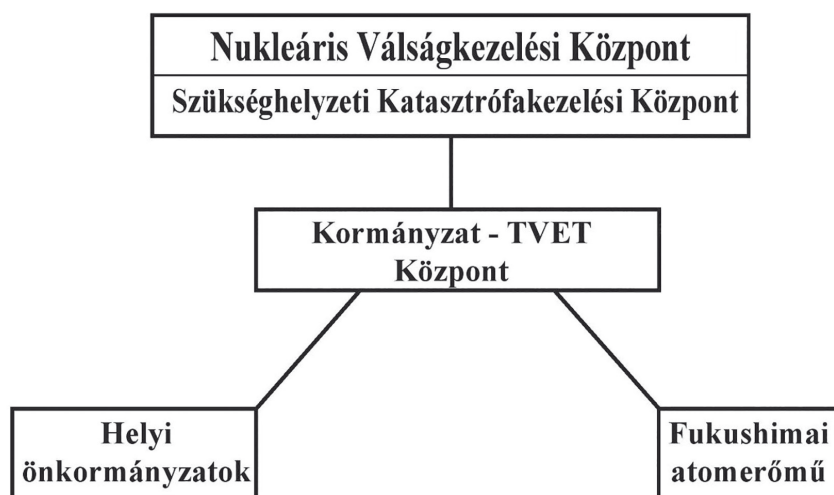 Nukleáris Válságkezelési Központ
Szükséghelyzeti Katasztrófakezelési Központ
Kormányzat - TVET
Központ
Helyi
önkormányzatok
Fukushimai
atomerőmű